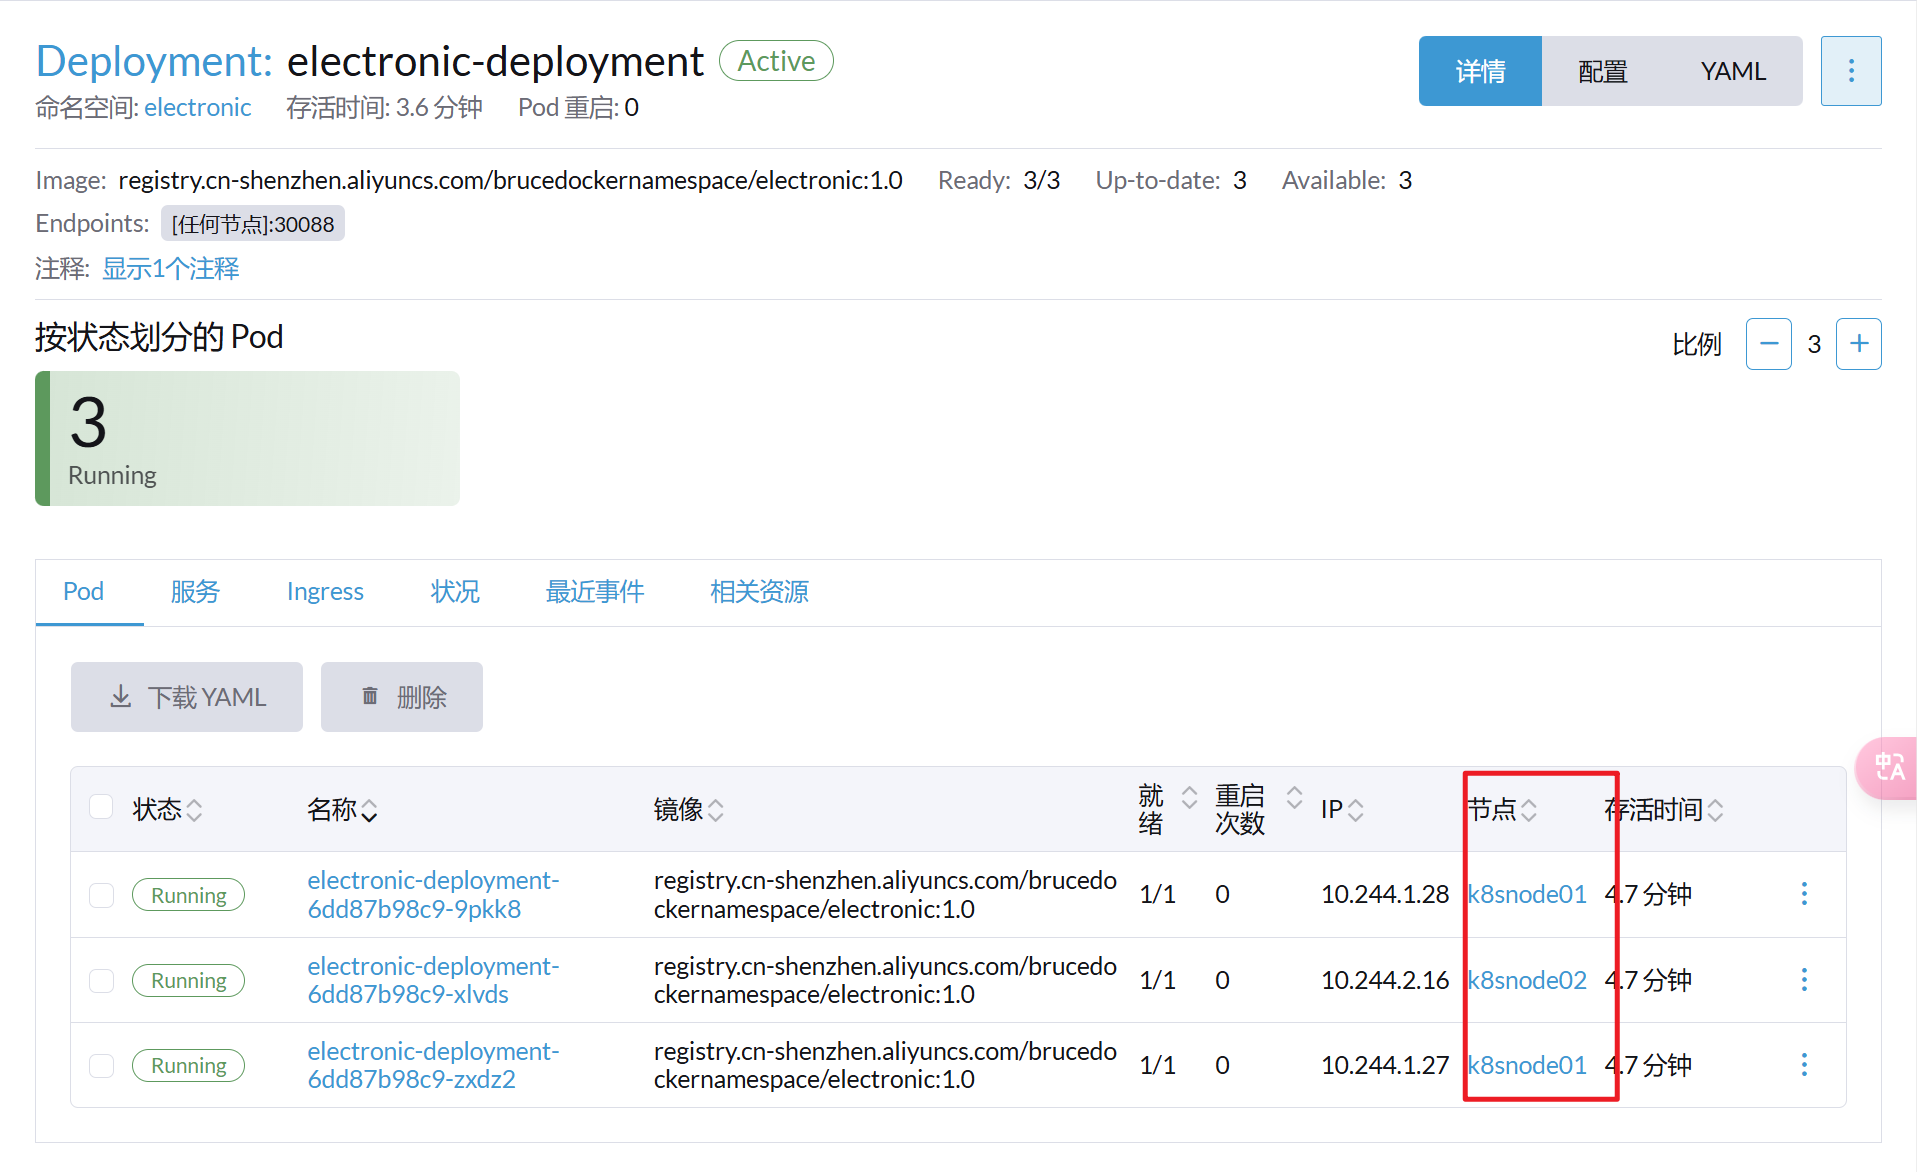 Deployment: electronic-deployment Active
详情 配置 YAML
命名空间: electronic 存活时间: 3.6 分钟 Pod 重启: 0
Image: registry.cn-shenzhen.aliyuncs.com/brucedockernamespace/electronic:1.0 Ready: 3/3 Up-to-date: 3 Available: 3
Endpoints: [任何节点]:30088
注释: 显示1个注释
按状态划分的 Pod
比例 − 3 +
3
Running
Pod 服务 Ingress 状况 最近事件 相关资源
下载 YAML 删除
状态 名称 镜像 就绪 重启次数 IP 节点 存活时间
Running electronic-deployment-6dd87b98c9-9pkk8 registry.cn-shenzhen.aliyuncs.com/brucedockernamespace/electronic:1.0 1/1 0 10.244.1.28 k8snode01 4.7 分钟
Running electronic-deployment-6dd87b98c9-xlvds registry.cn-shenzhen.aliyuncs.com/brucedockernamespace/electronic:1.0 1/1 0 10.244.2.16 k8snode02 4.7 分钟
Running electronic-deployment-6dd87b98c9-zxdz2 registry.cn-shenzhen.aliyuncs.com/brucedockernamespace/electronic:1.0 1/1 0 10.244.1.27 k8snode01 4.7 分钟
中A